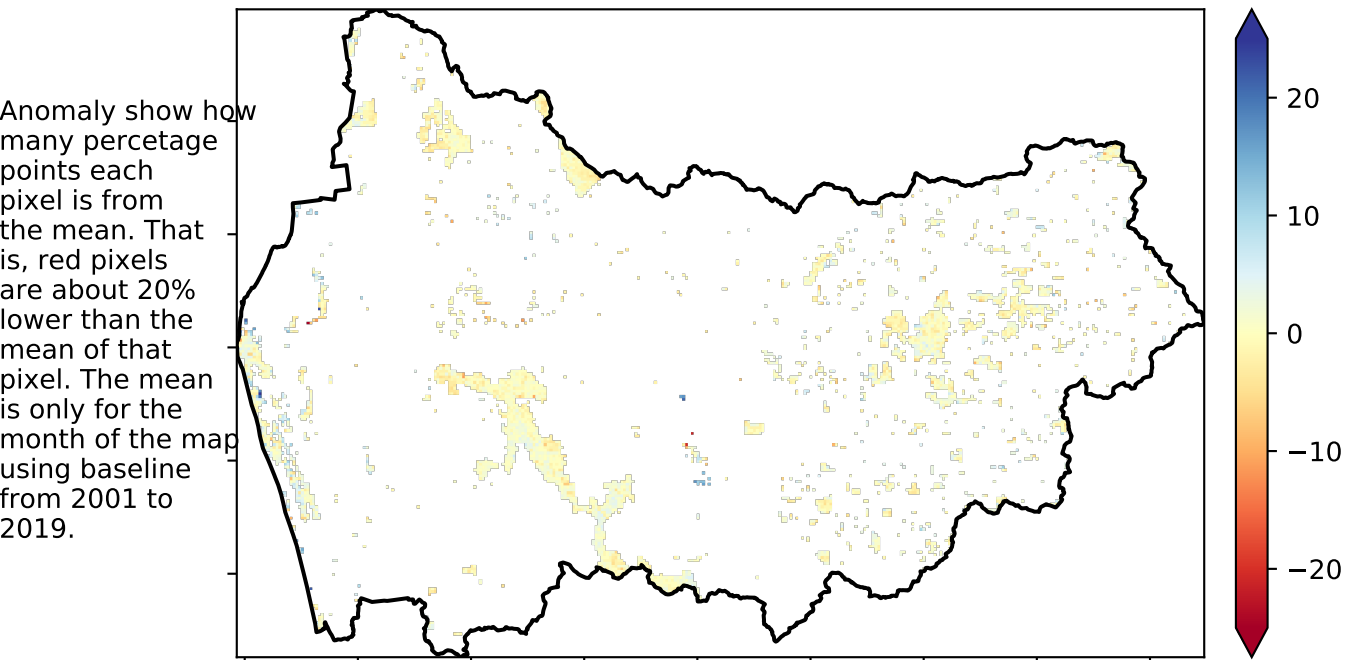 Anomaly show how
many percetage
points each
pixel is from
the mean. That
is, red pixels
are about 20%
lower than the
mean of that
pixel. The mean
is only for the
month of the map
using baseline
from 2001 to
2019.
20
10
0
−10
−20